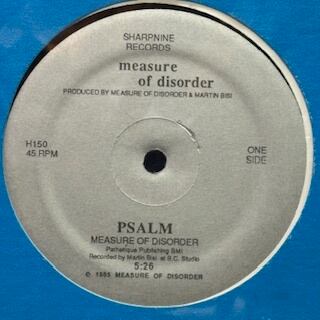 SHARPNINE
RECORDS
measure
of disorder
PRODUCED BY MEASURE OF DISORDER & MARTIN BISI
H150
45 RPM
ONE
SIDE
PSALM
MEASURE OF DISORDER
Pathetique Publishing BMI
Recorded by Martin Bisi at B.C. Studio
5:26
© 1985 MEASURE OF DISORDER